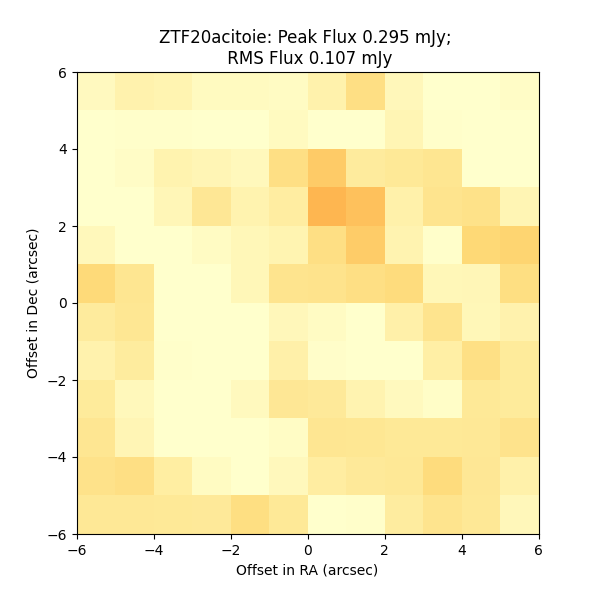 ZTF20acitoie: Peak Flux 0.295 mJy;
RMS Flux 0.107 mJy
6
4
2
0
−2
−4
−6
Offset in Dec (arcsec)
−6 −4 −2 0 2 4 6
Offset in RA (arcsec)